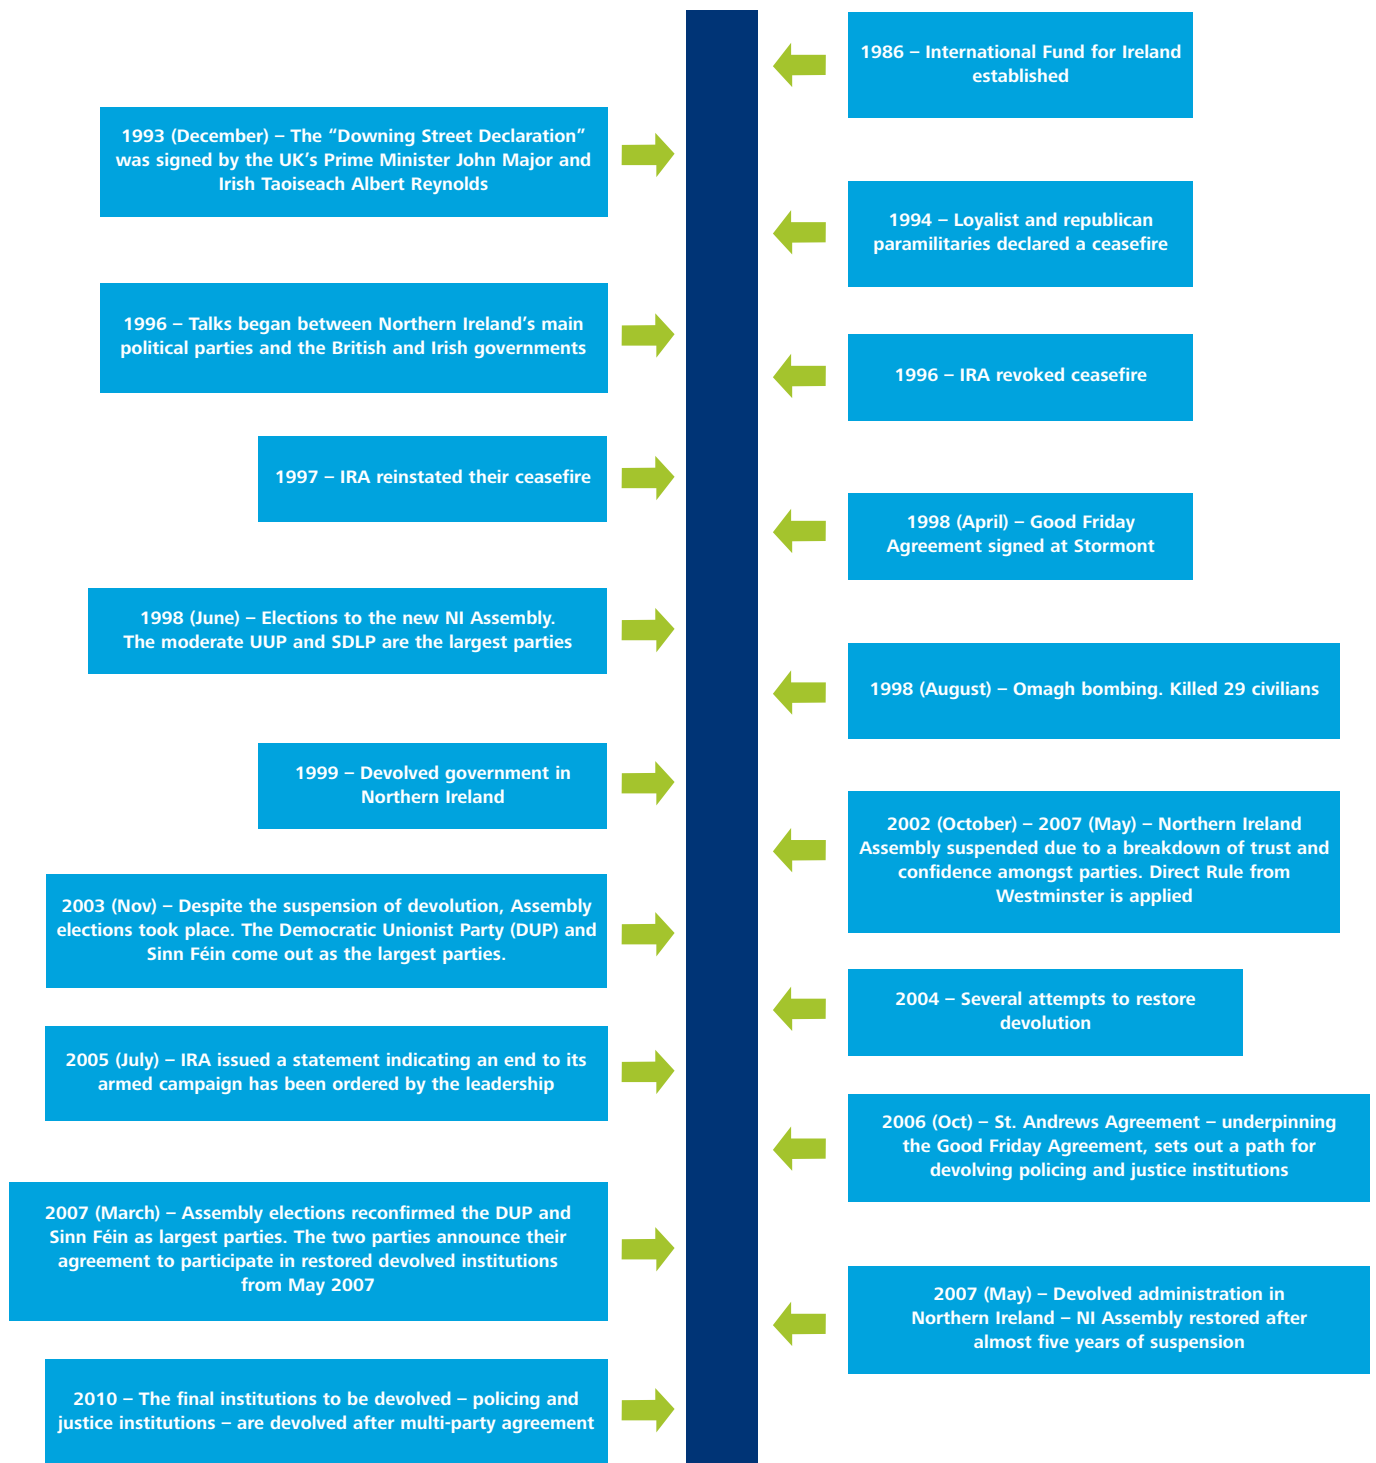 1986 – International Fund for Ireland
established
1993 (December) – The “Downing Street Declaration”
was signed by the UK’s Prime Minister John Major and
Irish Taoiseach Albert Reynolds
1994 – Loyalist and republican
paramilitaries declared a ceasefire
1996 – Talks began between Northern Ireland’s main
political parties and the British and Irish governments
1996 – IRA revoked ceasefire
1997 – IRA reinstated their ceasefire
1998 (April) – Good Friday
Agreement signed at Stormont
1998 (June) – Elections to the new NI Assembly.
The moderate UUP and SDLP are the largest parties
1998 (August) – Omagh bombing. Killed 29 civilians
1999 – Devolved government in
Northern Ireland
2002 (October) – 2007 (May) – Northern Ireland
Assembly suspended due to a breakdown of trust and
confidence amongst parties. Direct Rule from
Westminster is applied
2003 (Nov) – Despite the suspension of devolution, Assembly
elections took place. The Democratic Unionist Party (DUP) and
Sinn Féin come out as the largest parties.
2004 – Several attempts to restore
devolution
2005 (July) – IRA issued a statement indicating an end to its
armed campaign has been ordered by the leadership
2006 (Oct) – St. Andrews Agreement – underpinning
the Good Friday Agreement, sets out a path for
devolving policing and justice institutions
2007 (March) – Assembly elections reconfirmed the DUP and
Sinn Féin as largest parties. The two parties announce their
agreement to participate in restored devolved institutions
from May 2007
2007 (May) – Devolved administration in
Northern Ireland – NI Assembly restored after
almost five years of suspension
2010 – The final institutions to be devolved – policing and
justice institutions – are devolved after multi-party agreement